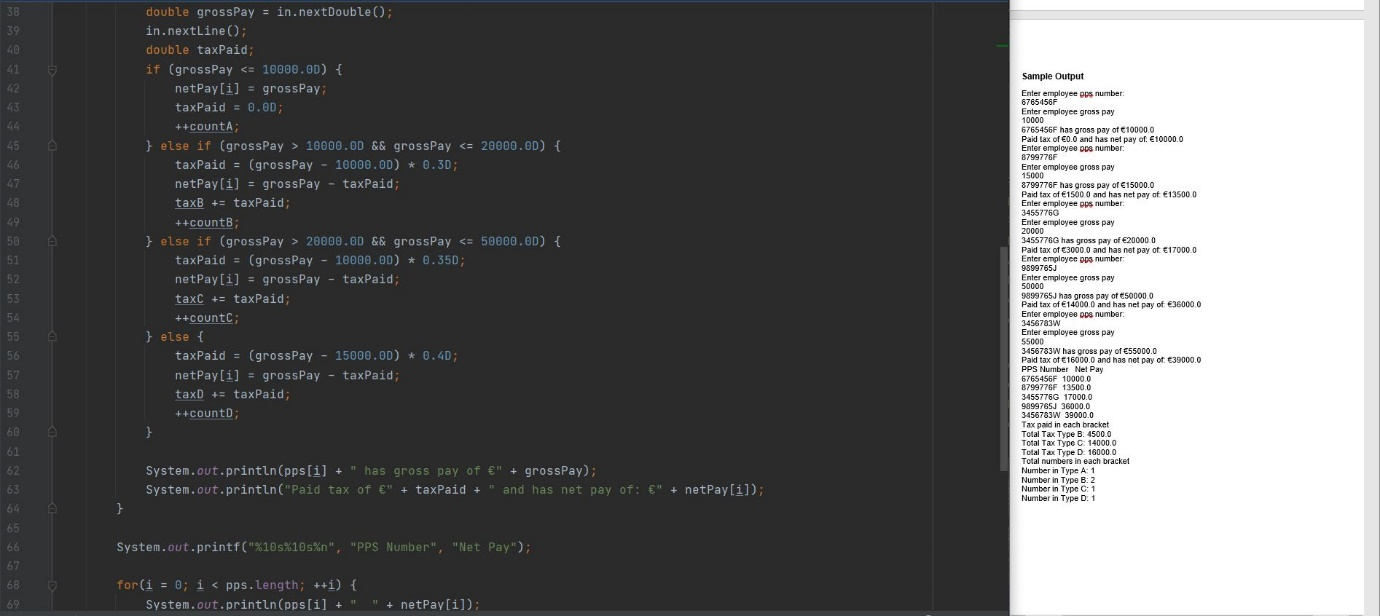 38 double grossPay = in.nextDouble();
39 in.nextLine();
40 double taxPaid;
41 if (grossPay <= 10000.0D) {
42 netPay[i] = grossPay;
43 taxPaid = 0.0D;
44 ++countA;
45 } else if (grossPay > 10000.0D && grossPay <= 20000.0D) {
46 taxPaid = (grossPay - 10000.0D) * 0.3D;
47 netPay[i] = grossPay - taxPaid;
48 taxB += taxPaid;
49 ++countB;
50 } else if (grossPay > 20000.0D && grossPay <= 50000.0D) {
51 taxPaid = (grossPay - 10000.0D) * 0.35D;
52 netPay[i] = grossPay - taxPaid;
53 taxC += taxPaid;
54 ++countC;
55 } else {
56 taxPaid = (grossPay - 15000.0D) * 0.4D;
57 netPay[i] = grossPay - taxPaid;
58 taxD += taxPaid;
59 ++countD;
60 }
61
62 System.out.println(pps[i] + " has gross pay of €" + grossPay);
63 System.out.println("Paid tax of €" + taxPaid + " and has net pay of: €" + netPay[i]);
64 }
65
66 System.out.printf("%10s%10s%n", "PPS Number", "Net Pay");
67
68 for(i = 0; i < pps.length; ++i) {
69 System.out.println(pps[i] + "  " + netPay[i]);
Sample Output
Enter employee pps number:
6765456F
Enter employee gross pay
10000
6765456F has gross pay of €10000.0
Paid tax of €0.0 and has net pay of: €10000.0
Enter employee pps number:
8799776F
Enter employee gross pay
15000
8799776F has gross pay of €15000.0
Paid tax of €1500.0 and has net pay of: €13500.0
Enter employee pps number:
3455776G
Enter employee gross pay
20000
3455776G has gross pay of €20000.0
Paid tax of €3000.0 and has net pay of: €17000.0
Enter employee pps number:
9899765J
Enter employee gross pay
50000
9899765J has gross pay of €50000.0
Paid tax of €14000.0 and has net pay of: €36000.0
Enter employee pps number:
3456783W
Enter employee gross pay
55000
3456783W has gross pay of €55000.0
Paid tax of €16000.0 and has net pay of: €39000.0
PPS Number Net Pay
6765456F 10000.0
8799776F 13500.0
3455776G 17000.0
9899765J 36000.0
3456783W 39000.0
Tax paid in each bracket
Total Tax Type B: 4500.0
Total Tax Type C: 14000.0
Total Tax Type D: 16000.0
Total numbers in each bracket
Number in Type A: 1
Number in Type B: 2
Number in Type C: 1
Number in Type D: 1